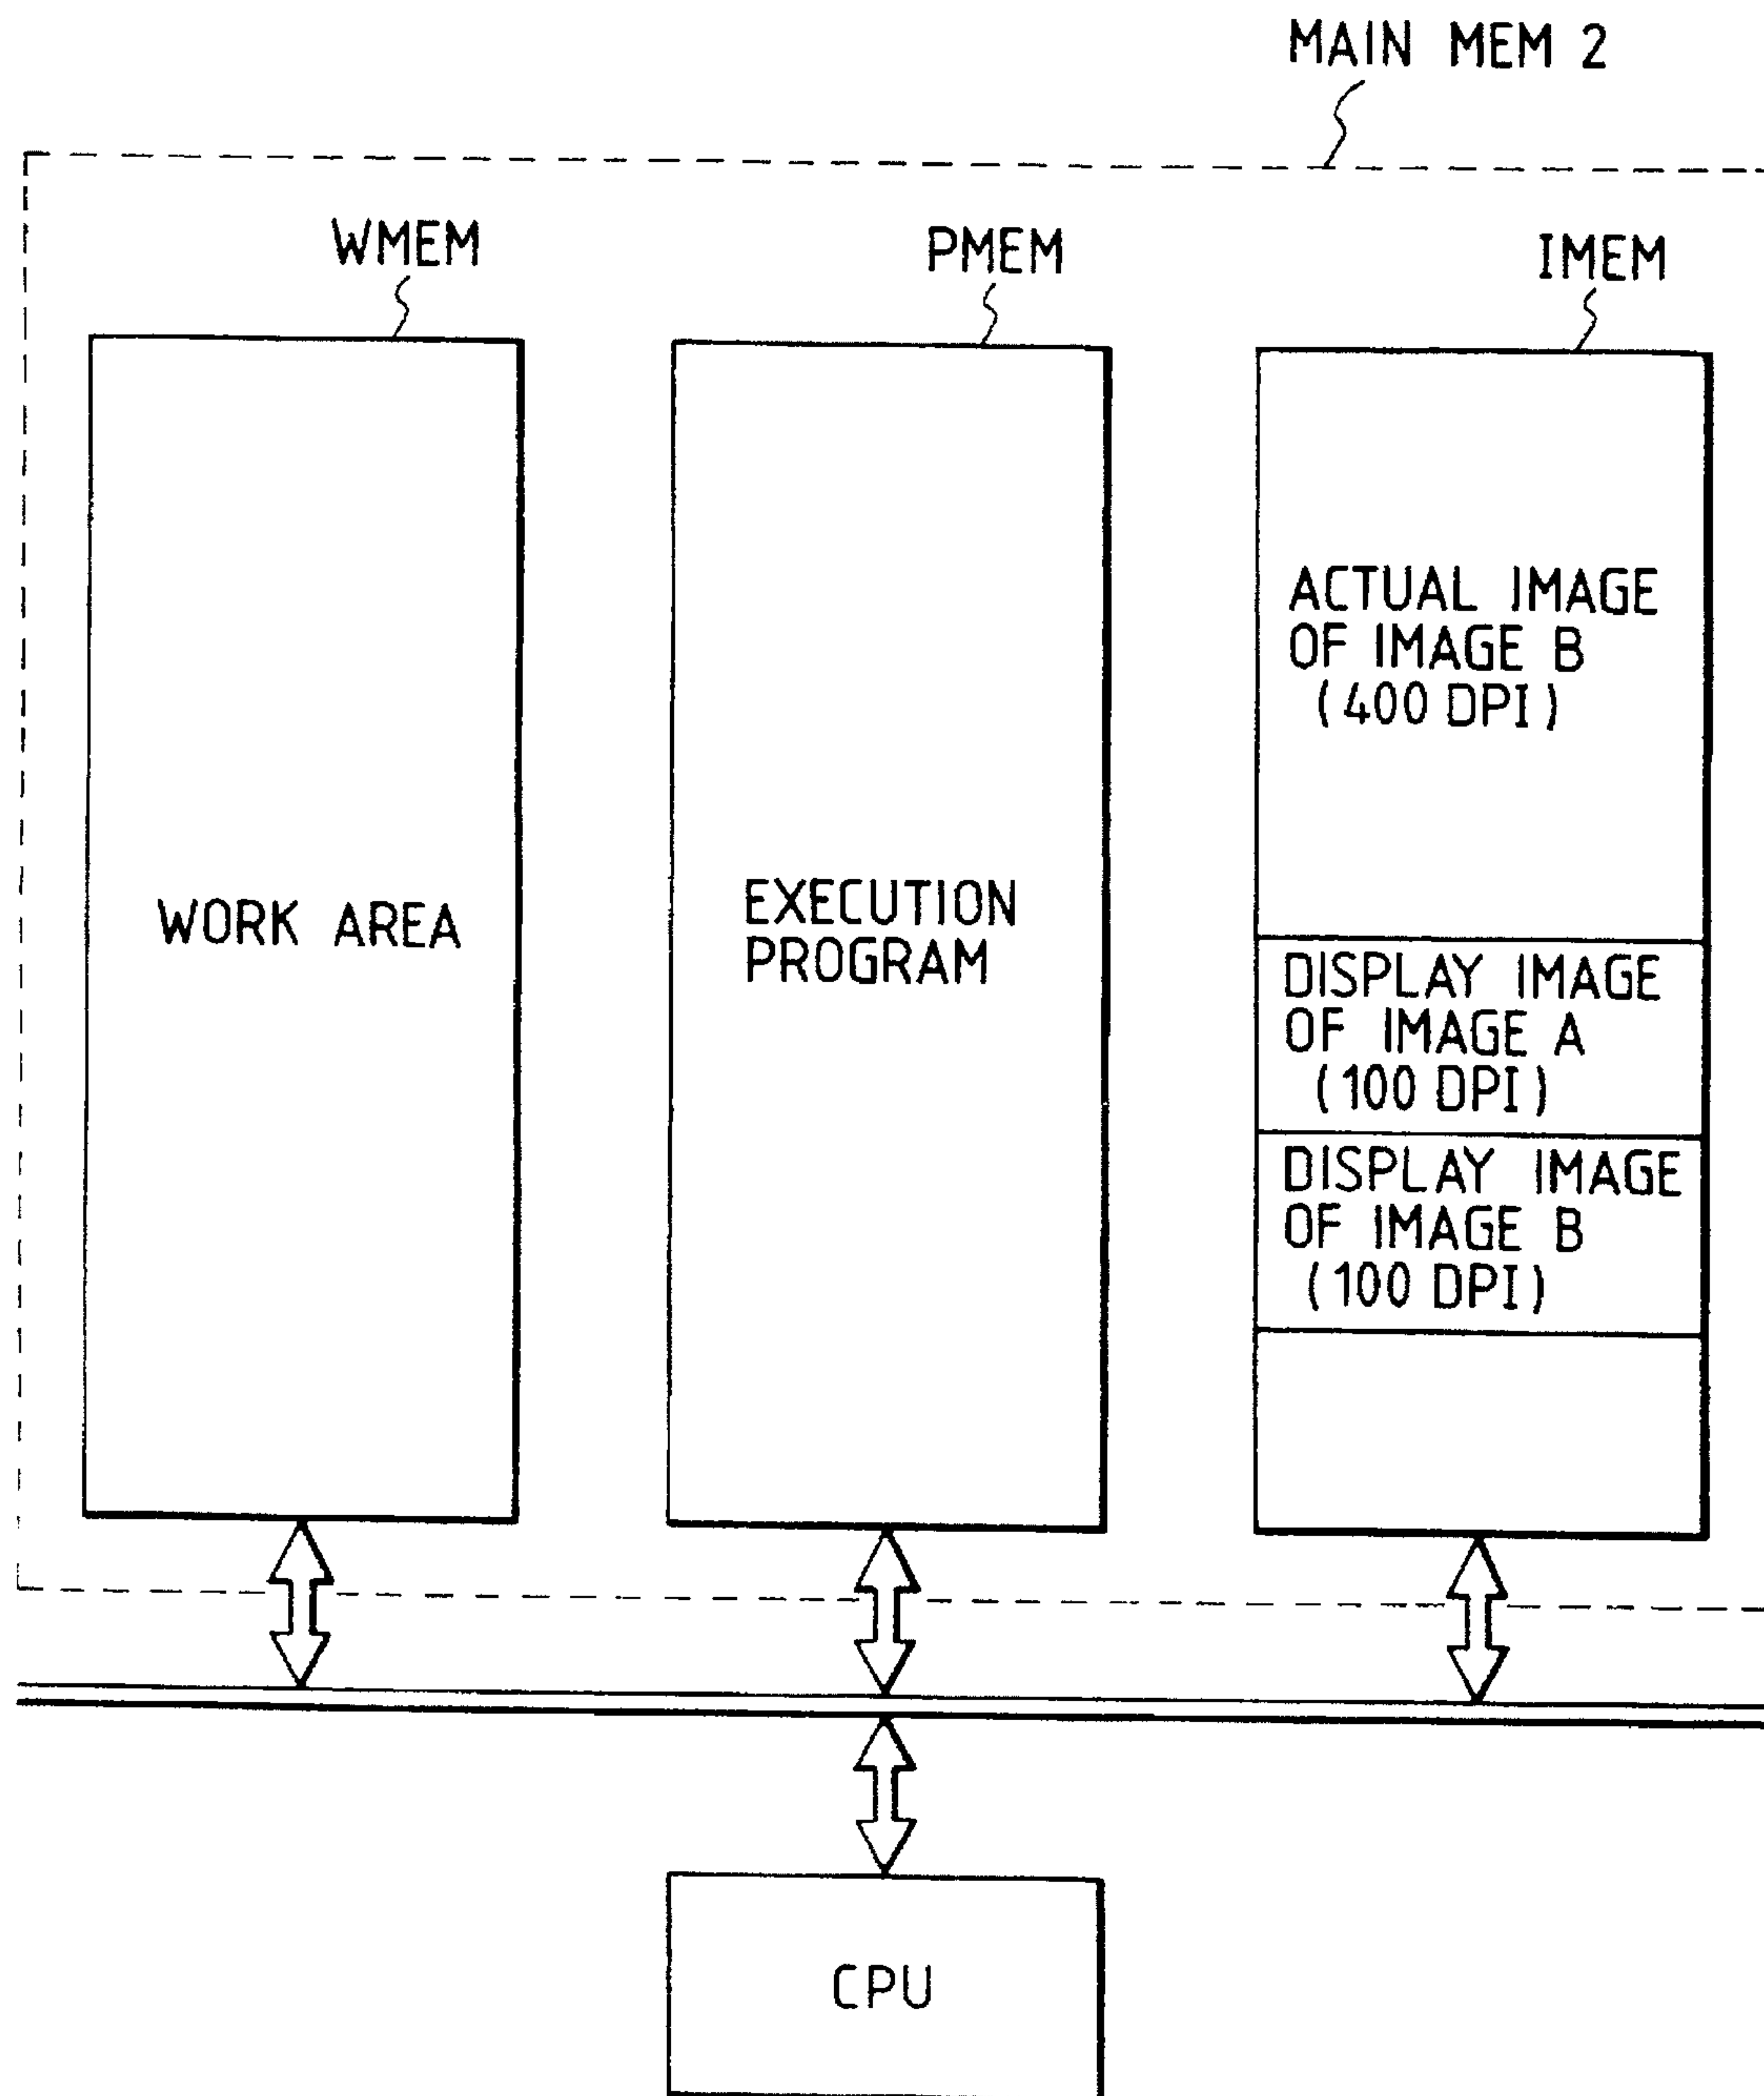 MAIN MEM 2
WMEM
PMEM
IMEM
WORK AREA
EXECUTION
PROGRAM
ACTUAL IMAGE
OF IMAGE B
(400 DPI)
DISPLAY IMAGE
OF IMAGE A
(100 DPI)
DISPLAY IMAGE
OF IMAGE B
(100 DPI)
CPU